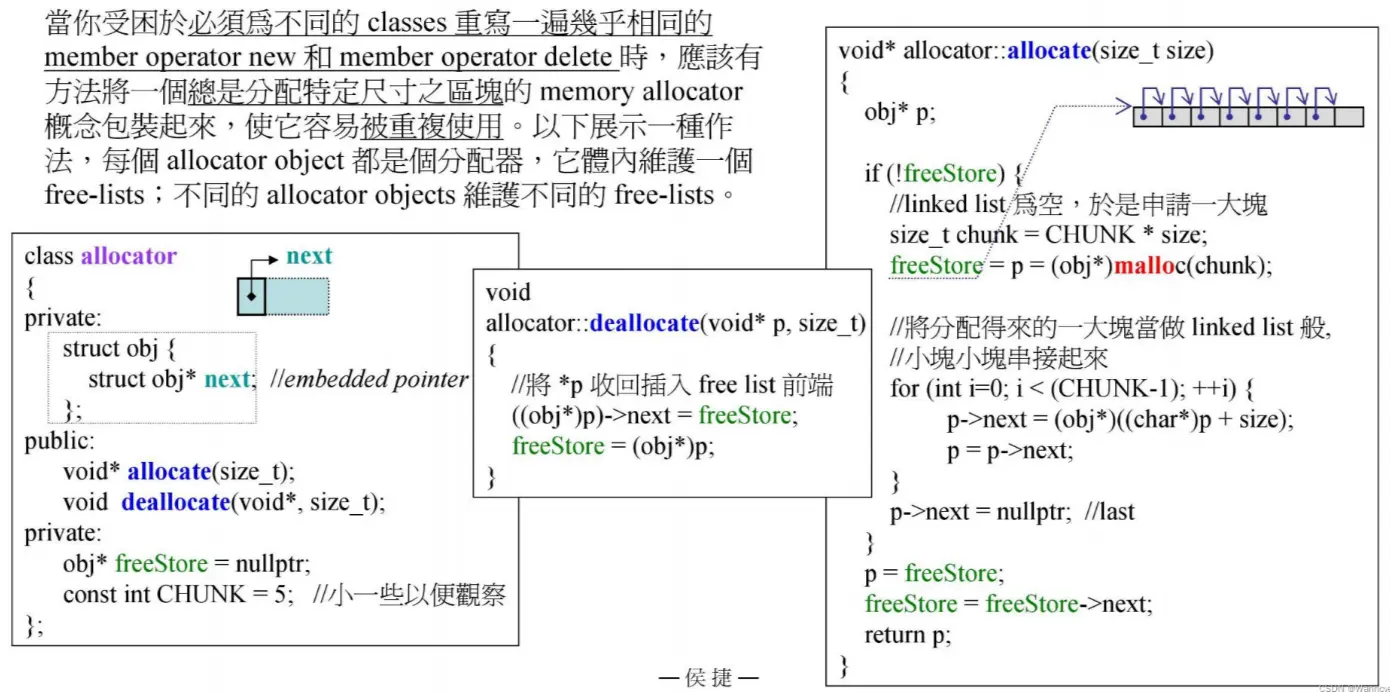 當你受困於必須爲不同的 classes 重寫一遍幾乎相同的
member operator new 和 member operator delete 時，應該有
方法將一個總是分配特定尺寸之區塊的 memory allocator
概念包裝起來，使它容易被重複使用。以下展示一種作
法，每個 allocator object 都是個分配器，它體內維護一個
free-lists；不同的 allocator objects 維護不同的 free-lists。
class allocator
{
private:
struct obj {
struct obj* next; //embedded pointer
};
public:
void* allocate(size_t);
void deallocate(void*, size_t);
private:
obj* freeStore = nullptr;
const int CHUNK = 5; //小一些以便觀察
};
next
void
allocator::deallocate(void* p, size_t)
{
//將 *p 收回插入 free list 前端
((obj*)p)->next = freeStore;
freeStore = (obj*)p;
}
void* allocator::allocate(size_t size)
{
obj* p;
if (!freeStore) {
//linked list 爲空，於是申請一大塊
size_t chunk = CHUNK * size;
freeStore = p = (obj*)malloc(chunk);
//將分配得來的一大塊當做 linked list 般,
//小塊小塊串接起來
for (int i=0; i < (CHUNK-1); ++i) {
p->next = (obj*)((char*)p + size);
p = p->next;
}
p->next = nullptr; //last
}
p = freeStore;
freeStore = freeStore->next;
return p;
}
— 侯 捷 —